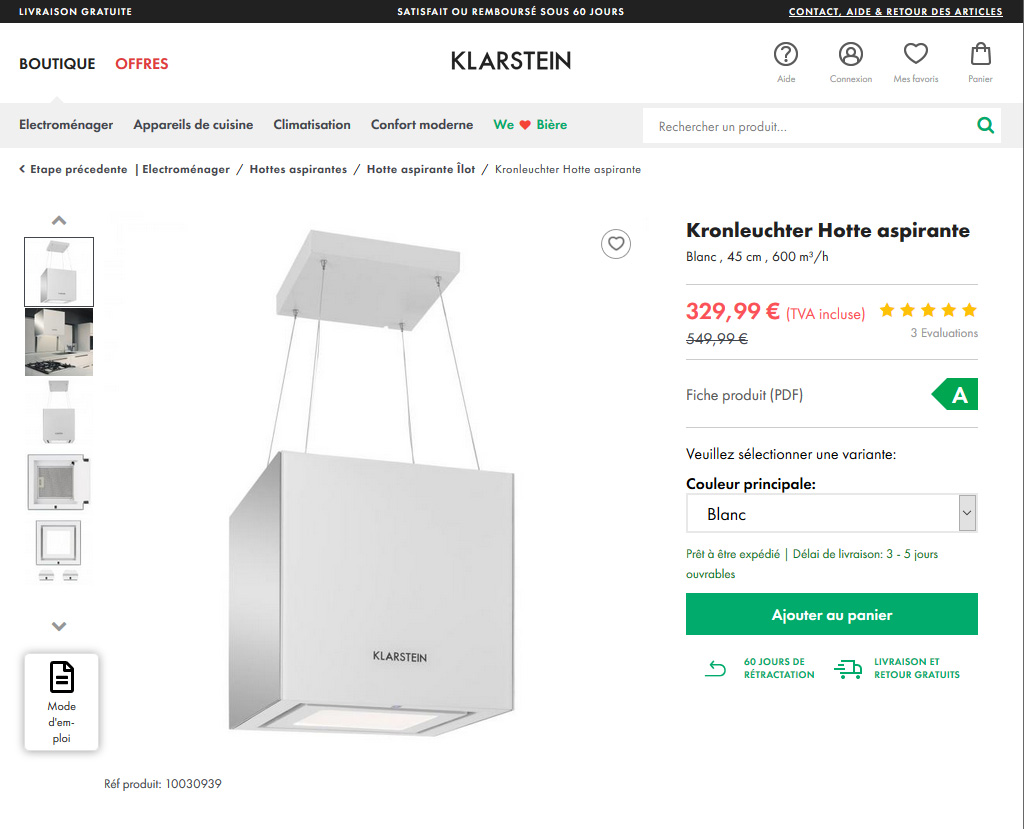 LIVRAISON GRATUITE
SATISFAIT OU REMBOURSÉ SOUS 60 JOURS
CONTACT, AIDE & RETOUR DES ARTICLES
BOUTIQUE
OFFRES
KLARSTEIN
Aide
Connexion
Mes favoris
Panier
Electroménager
Appareils de cuisine
Climatisation
Confort moderne
We ❤ Bière
Rechercher un produit...
Etape précédente | Electroménager / Hottes aspirantes / Hotte aspirante Îlot / Kronleuchter Hotte aspirante
Kronleuchter Hotte aspirante
Blanc , 45 cm , 600 m³/h
329,99 € (TVA incluse)
549,99 €
3 Evaluations
Fiche produit (PDF)
A
Veuillez sélectionner une variante:
Couleur principale:
Blanc
Prêt à être expédié | Délai de livraison: 3 - 5 jours
ouvrables
Ajouter au panier
60 JOURS DE
RÉTRACTATION
LIVRAISON ET
RETOUR GRATUITS
KLARSTEIN
Mode
d'em-
ploi
Réf produit: 10030939